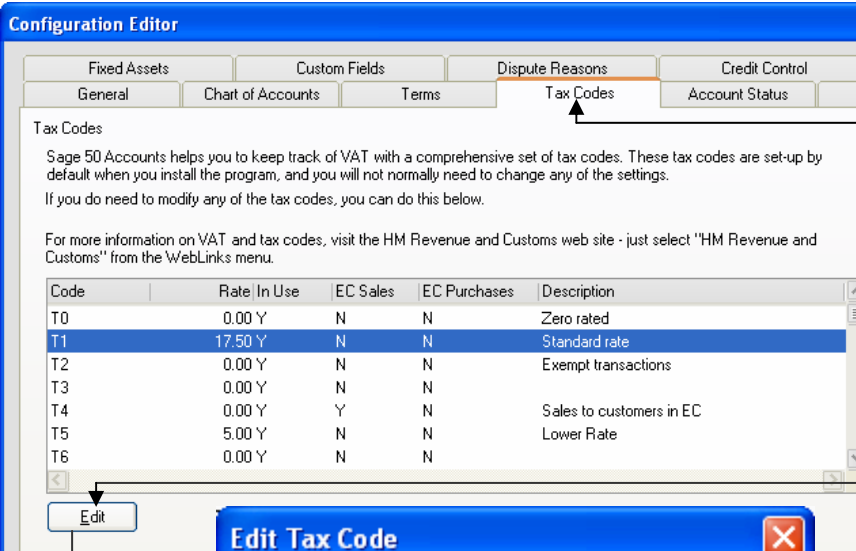 Configuration Editor
Fixed Assets Custom Fields Dispute Reasons Credit Control
General Chart of Accounts Terms Tax Codes Account Status
Tax Codes
Sage 50 Accounts helps you to keep track of VAT with a comprehensive set of tax codes. These tax codes are set-up by
default when you install the program, and you will not normally need to change any of the settings.
If you do need to modify any of the tax codes, you can do this below.
For more information on VAT and tax codes, visit the HM Revenue and Customs web site - just select "HM Revenue and
Customs" from the WebLinks menu.
Code Rate In Use EC Sales EC Purchases Description
T0 0.00 Y N N Zero rated
T1 17.50 Y N N Standard rate
T2 0.00 Y N N Exempt transactions
T3 0.00 Y N N
T4 0.00 Y Y N Sales to customers in EC
T5 5.00 Y N N Lower Rate
T6 0.00 Y N N
Edit
Edit Tax Code